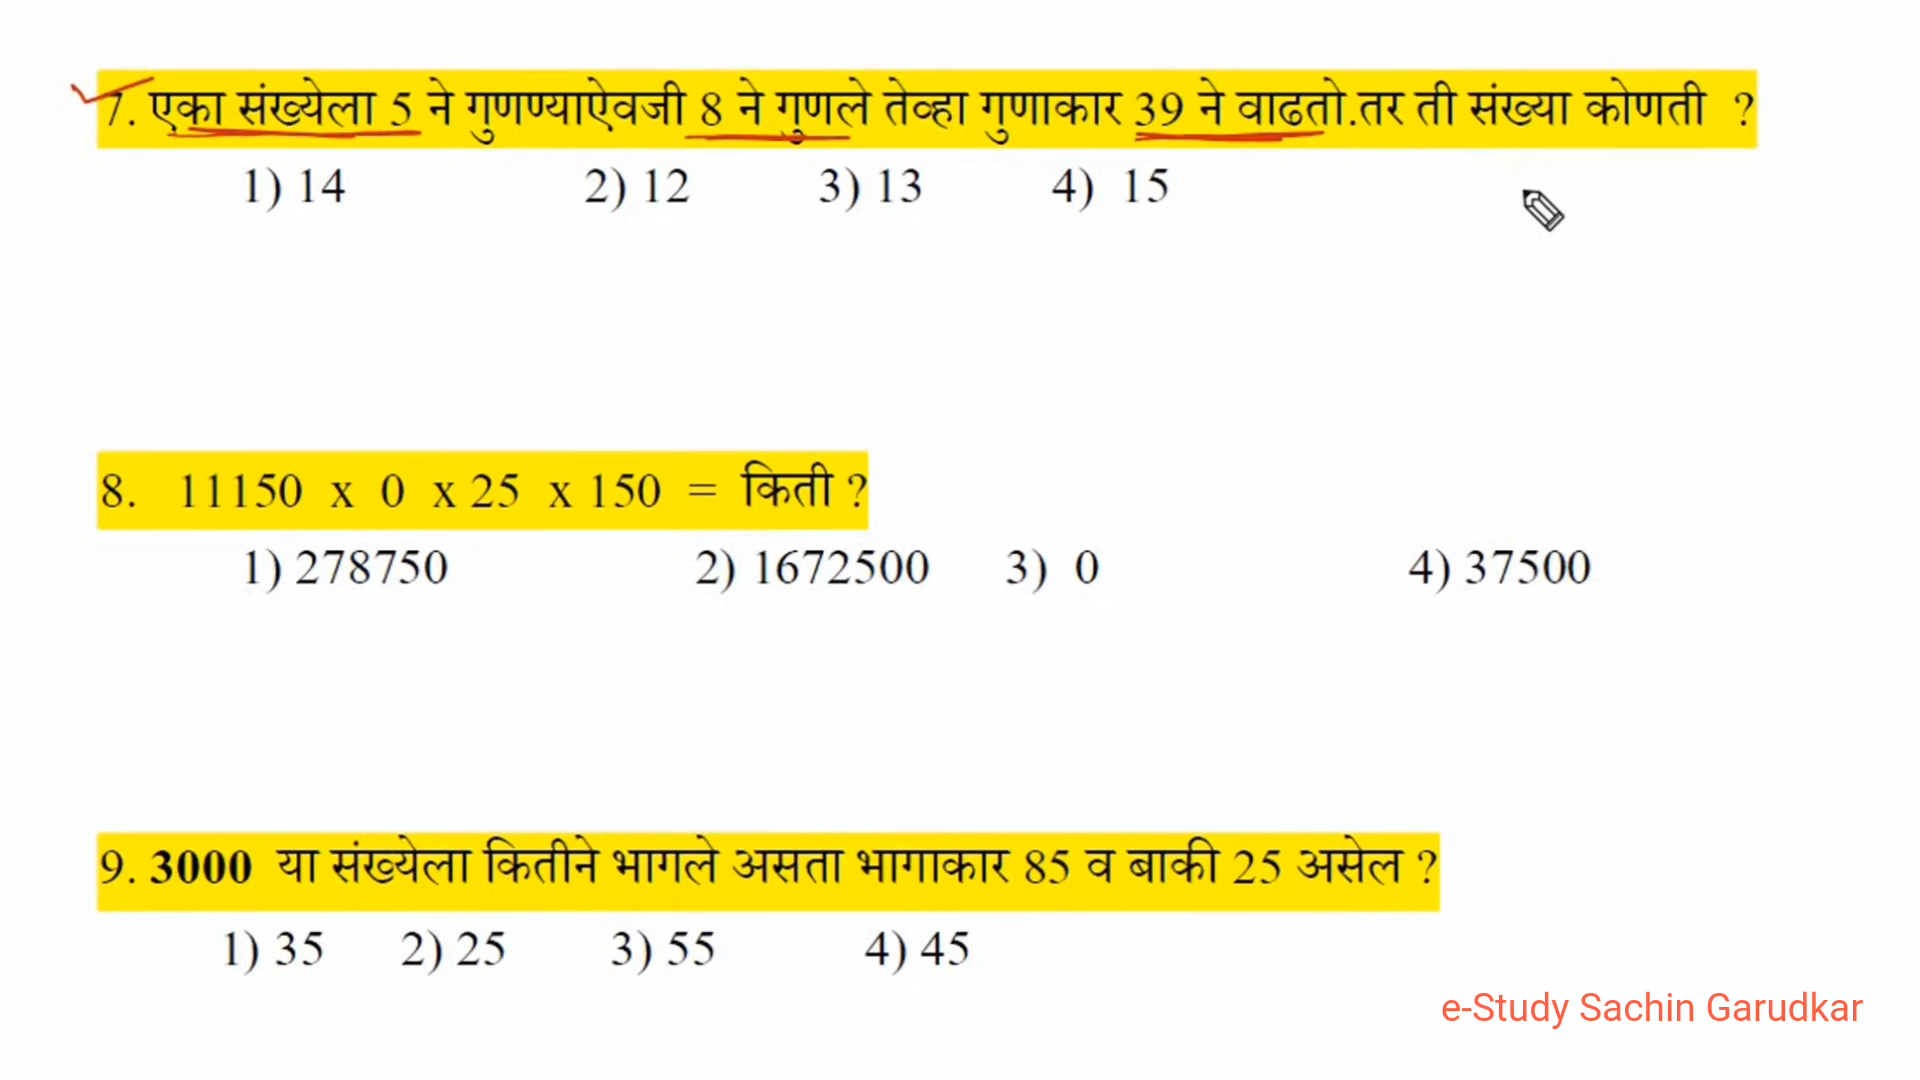 7. एका संख्येला 5 ने गुणण्याऐवजी 8 ने गुणले तेव्हा गुणाकार 39 ने वाढतो.तर ती संख्या कोणती ?
1) 14 2) 12 3) 13 4) 15
8. 11150 x 0 x 25 x 150 = किती ?
1) 278750 2) 1672500 3) 0 4) 37500
9. 3000 या संख्येला कितीने भागले असता भागाकार 85 व बाकी 25 असेल ?
1) 35 2) 25 3) 55 4) 45
e-Study Sachin Garudkar